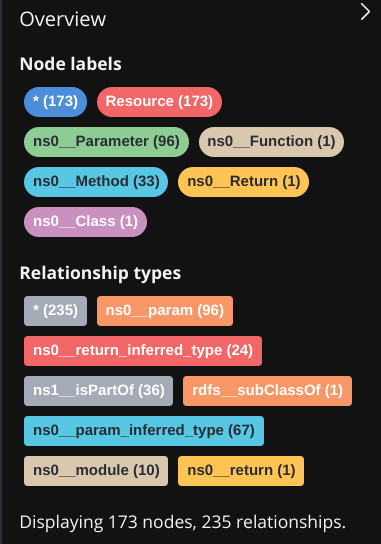 Overview
Node labels
* (173) Resource (173)
ns0__Parameter (96) ns0__Function (1)
ns0__Method (33) ns0__Return (1)
ns0__Class (1)
Relationship types
* (235) ns0__param (96)
ns0__return_inferred_type (24)
ns1__isPartOf (36) rdfs__subClassOf (1)
ns0__param_inferred_type (67)
ns0__module (10) ns0__return (1)
Displaying 173 nodes, 235 relationships.